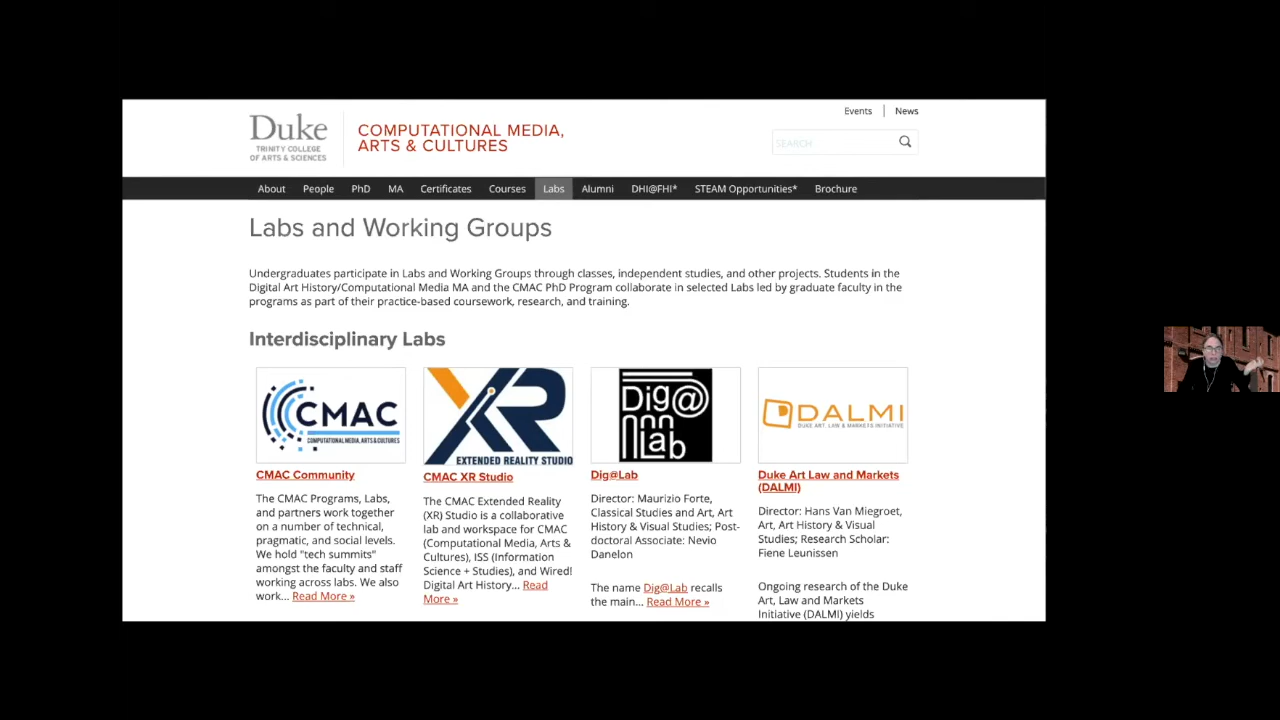 Events | News
Duke
TRINITY COLLEGE
OF ARTS & SCIENCES
COMPUTATIONAL MEDIA,
ARTS & CULTURES
SEARCH
About People PhD MA Certificates Courses Labs Alumni DHI@FHI* STEAM Opportunities* Brochure
Labs and Working Groups
Undergraduates participate in Labs and Working Groups through classes, independent studies, and other projects. Students in the
Digital Art History/Computational Media MA and the CMAC PhD Program collaborate in selected Labs led by graduate faculty in the
programs as part of their practice-based coursework, research, and training.
Interdisciplinary Labs
CMAC
COMPUTATIONAL MEDIA, ARTS & CULTURES
CMAC Community
The CMAC Programs, Labs,
and partners work together
on a number of technical,
pragmatic, and social levels.
We hold "tech summits"
amongst the faculty and staff
working across labs. We also
work... Read More »
XR
EXTENDED REALITY STUDIO
CMAC XR Studio
The CMAC Extended Reality
(XR) Studio is a collaborative
lab and workspace for CMAC
(Computational Media, Arts &
Cultures), ISS (Information
Science + Studies), and Wired!
Digital Art History... Read
More »
Dig@
Lab
Dig@Lab
Director: Maurizio Forte,
Classical Studies and Art, Art
History & Visual Studies; Post-
doctoral Associate: Nevio
Danelon
The name Dig@Lab recalls
the main... Read More »
DALMI
DUKE ART, LAW & MARKETS INITIATIVE
Duke Art Law and Markets
(DALMI)
Director: Hans Van Miegroet,
Art, Art History & Visual
Studies; Research Scholar:
Fiene Leunissen
Ongoing research of the Duke
Art, Law and Markets
Initiative (DALMI) yields